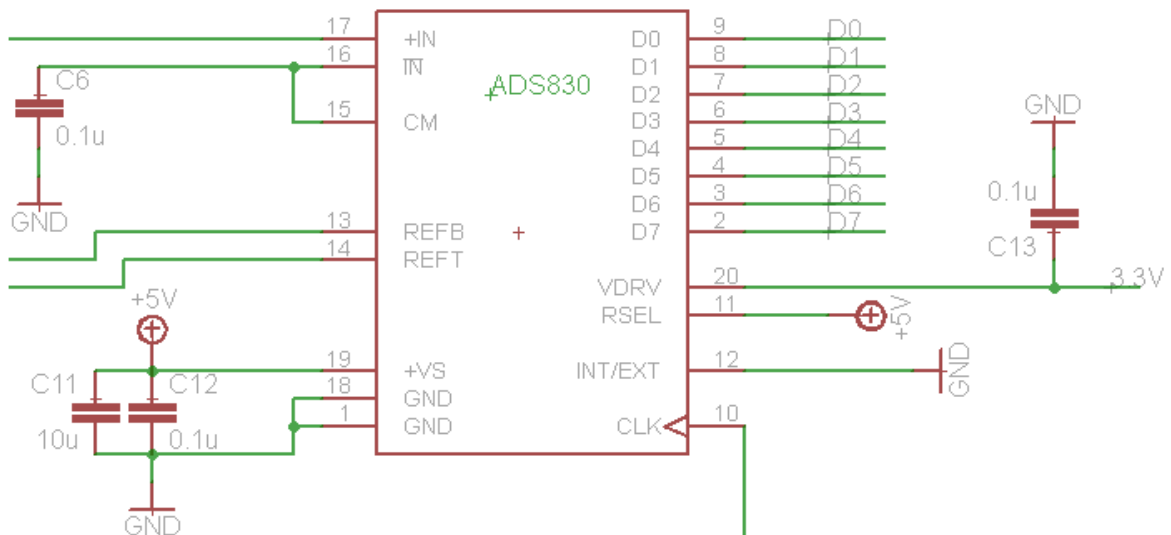 17 +IN D0 9 D0
C6 16 I̅N̅ ADS830 D1 8 D1
D2 7 D2
0.1u 15 CM D3 6 D3 GND
D4 5 D4
D5 4 D5
GND D6 3 D6 0.1u
13 REFB D7 2 D7
14 REFT C13
+5V VDRV 20 3.3V
RSEL 11 +5V
C11 C12 19 +VS INT/EXT 12 GND
18 GND
10u 0.1u 1 GND CLK 10
GND